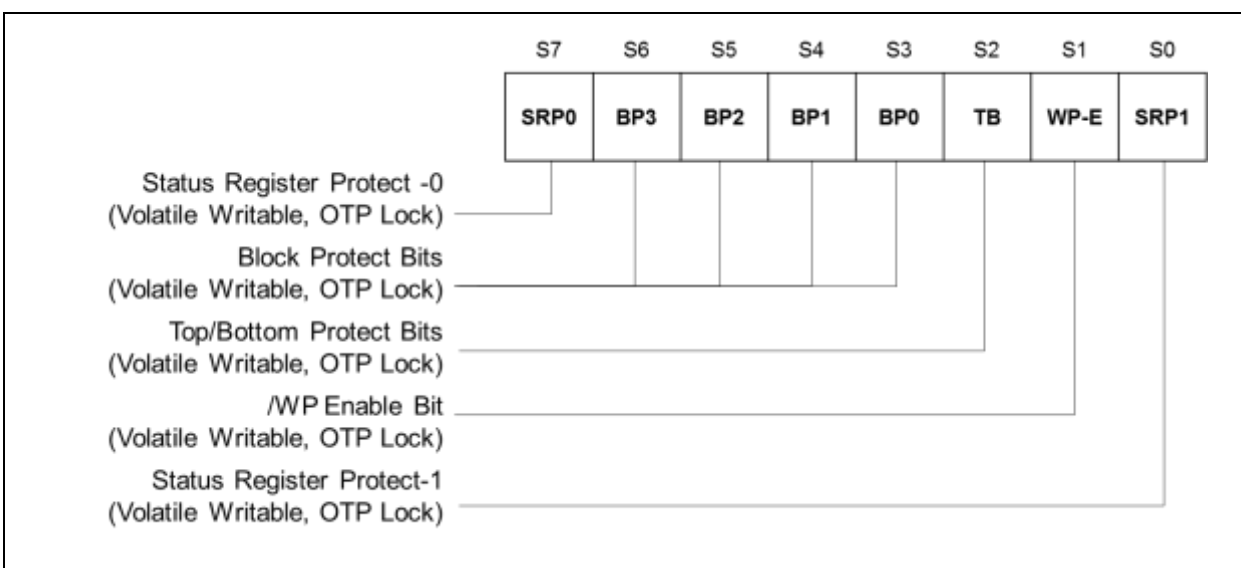 S7 S6 S5 S4 S3 S2 S1 S0
SRP0 BP3 BP2 BP1 BP0 TB WP-E SRP1
Status Register Protect -0
(Volatile Writable, OTP Lock)
Block Protect Bits
(Volatile Writable, OTP Lock)
Top/Bottom Protect Bits
(Volatile Writable, OTP Lock)
/WP Enable Bit
(Volatile Writable, OTP Lock)
Status Register Protect-1
(Volatile Writable, OTP Lock)